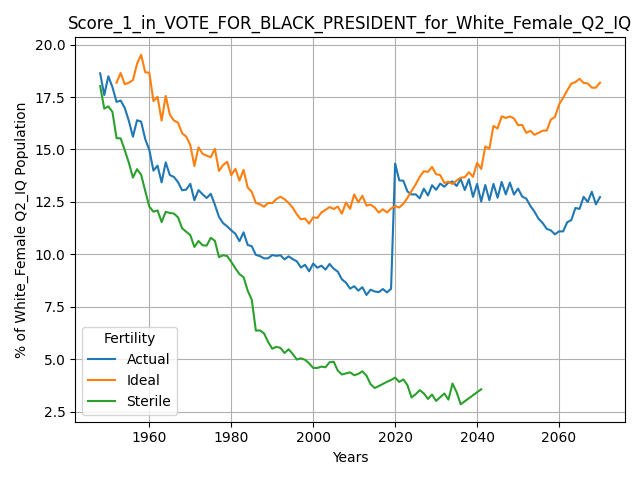 Score_1_in_VOTE_FOR_BLACK_PRESIDENT_for_White_Female_Q2_IQ
% of White_Female Q2_IQ Population
20.0
17.5
15.0
12.5
10.0
7.5
5.0
2.5
Fertility
Actual
Ideal
Sterile
1960 1980 2000 2020 2040 2060
Years